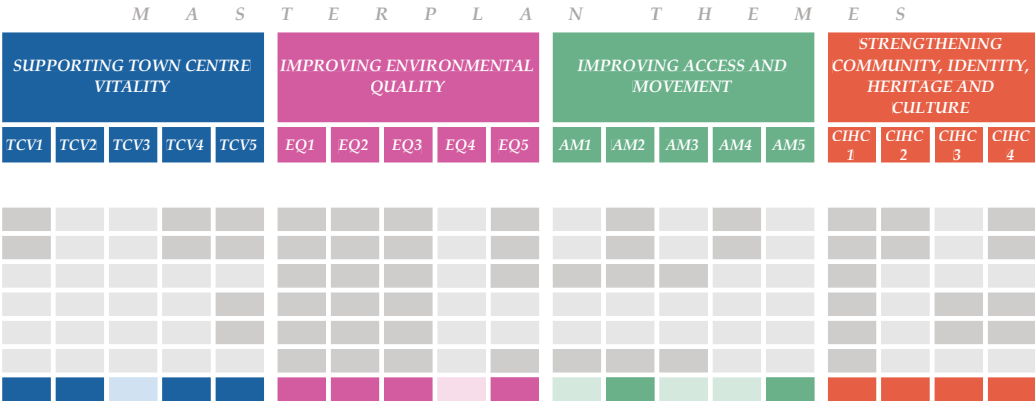 MASTERPLAN THEMES
SUPPORTING TOWN CENTRE
VITALITY
IMPROVING ENVIRONMENTAL
QUALITY
IMPROVING ACCESS AND
MOVEMENT
STRENGTHENING
COMMUNITY, IDENTITY,
HERITAGE AND
CULTURE
TCV1 TCV2 TCV3 TCV4 TCV5
EQ1 EQ2 EQ3 EQ4 EQ5
AM1 AM2 AM3 AM4 AM5
CIHC CIHC CIHC CIHC
1 2 3 4